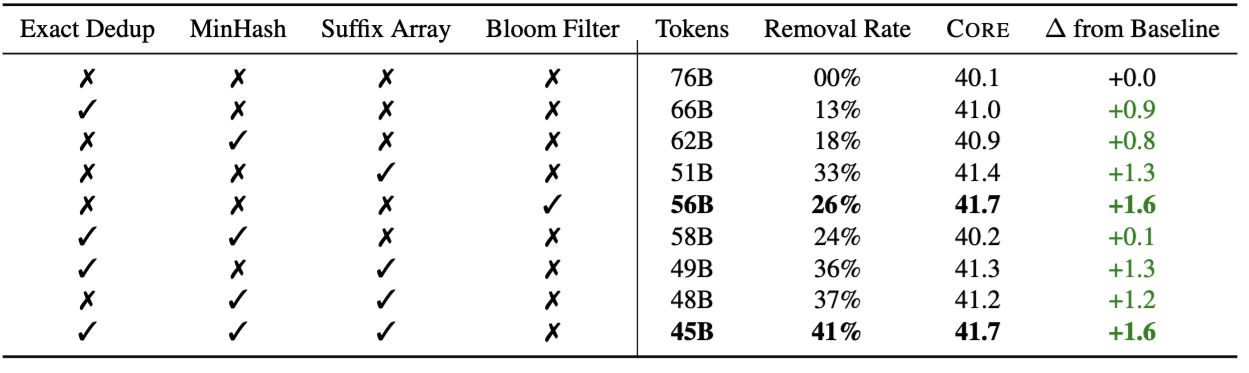 Exact Dedup MinHash Suffix Array Bloom Filter Tokens Removal Rate CORE Δ from Baseline
✗ ✗ ✗ ✗ 76B 00% 40.1 +0.0
✓ ✗ ✗ ✗ 66B 13% 41.0 +0.9
✗ ✓ ✗ ✗ 62B 18% 40.9 +0.8
✗ ✗ ✓ ✗ 51B 33% 41.4 +1.3
✗ ✗ ✗ ✓ 56B 26% 41.7 +1.6
✓ ✓ ✗ ✗ 58B 24% 40.2 +0.1
✓ ✗ ✓ ✗ 49B 36% 41.3 +1.3
✗ ✓ ✓ ✗ 48B 37% 41.2 +1.2
✓ ✓ ✓ ✗ 45B 41% 41.7 +1.6